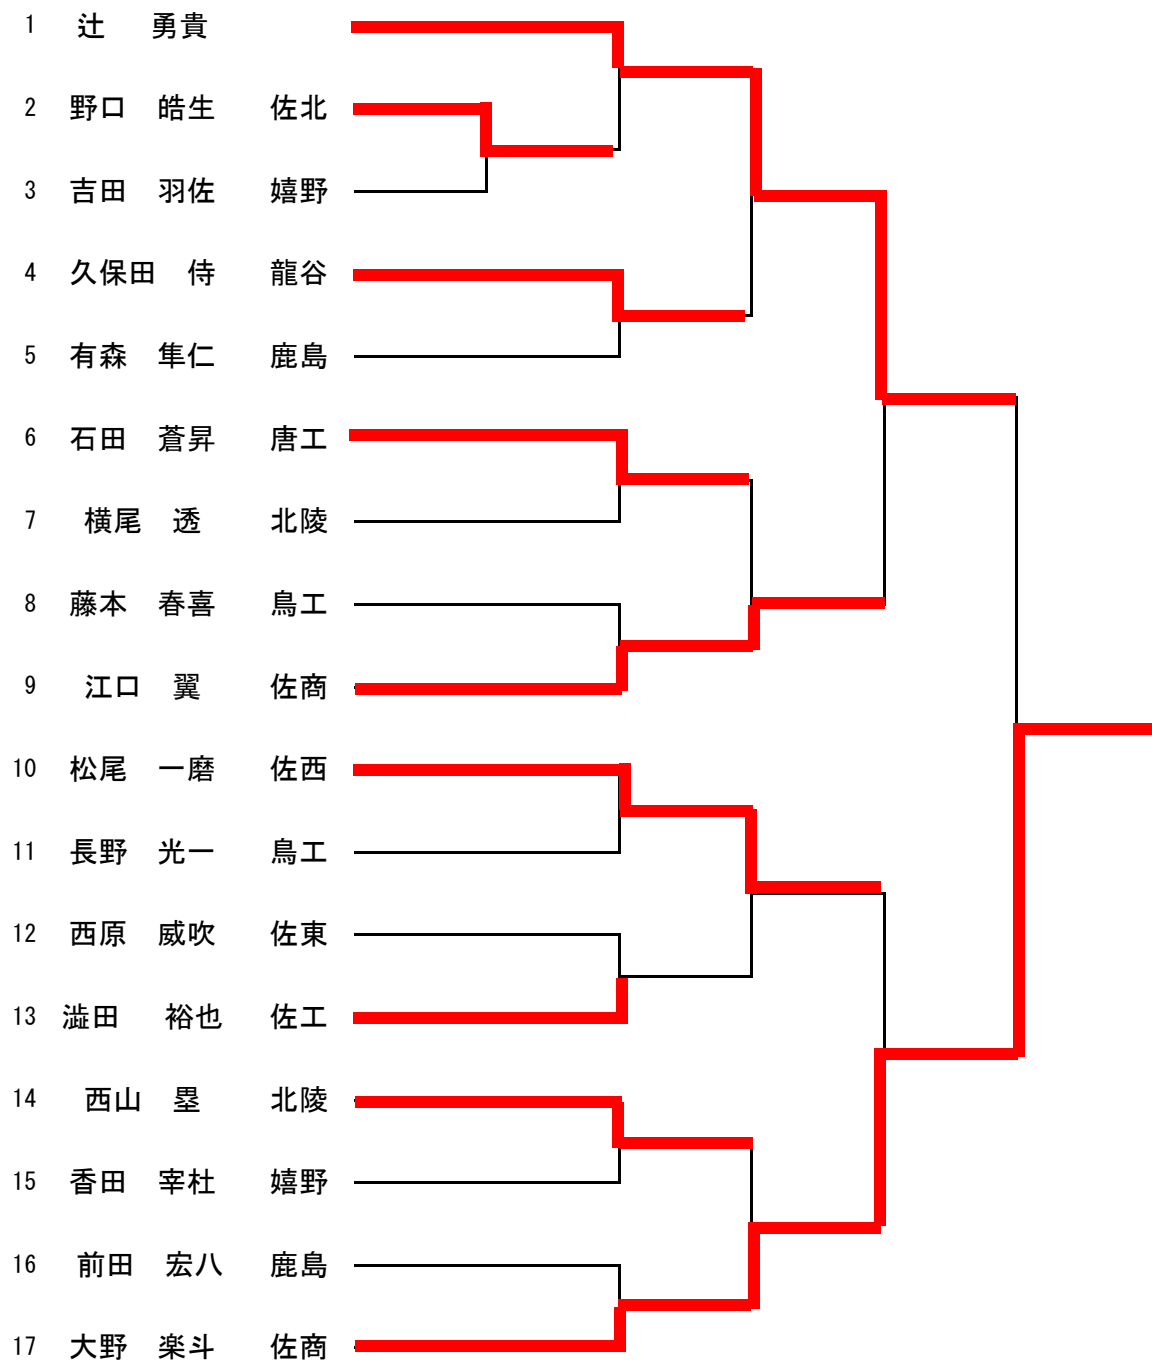 1 辻 勇貴
2 野口 皓生 佐北
3 吉田 羽佐 嬉野
4 久保田 侍 龍谷
5 有森 隼仁 鹿島
6 石田 蒼昇 唐工
7 横尾 透 北陵
8 藤本 春喜 鳥工
9 江口 翼 佐商
10 松尾 一磨 佐西
11 長野 光一 鳥工
12 西原 威吹 佐東
13 澁田 裕也 佐工
14 西山 塁 北陵
15 香田 宰杜 嬉野
16 前田 宏八 鹿島
17 大野 楽斗 佐商